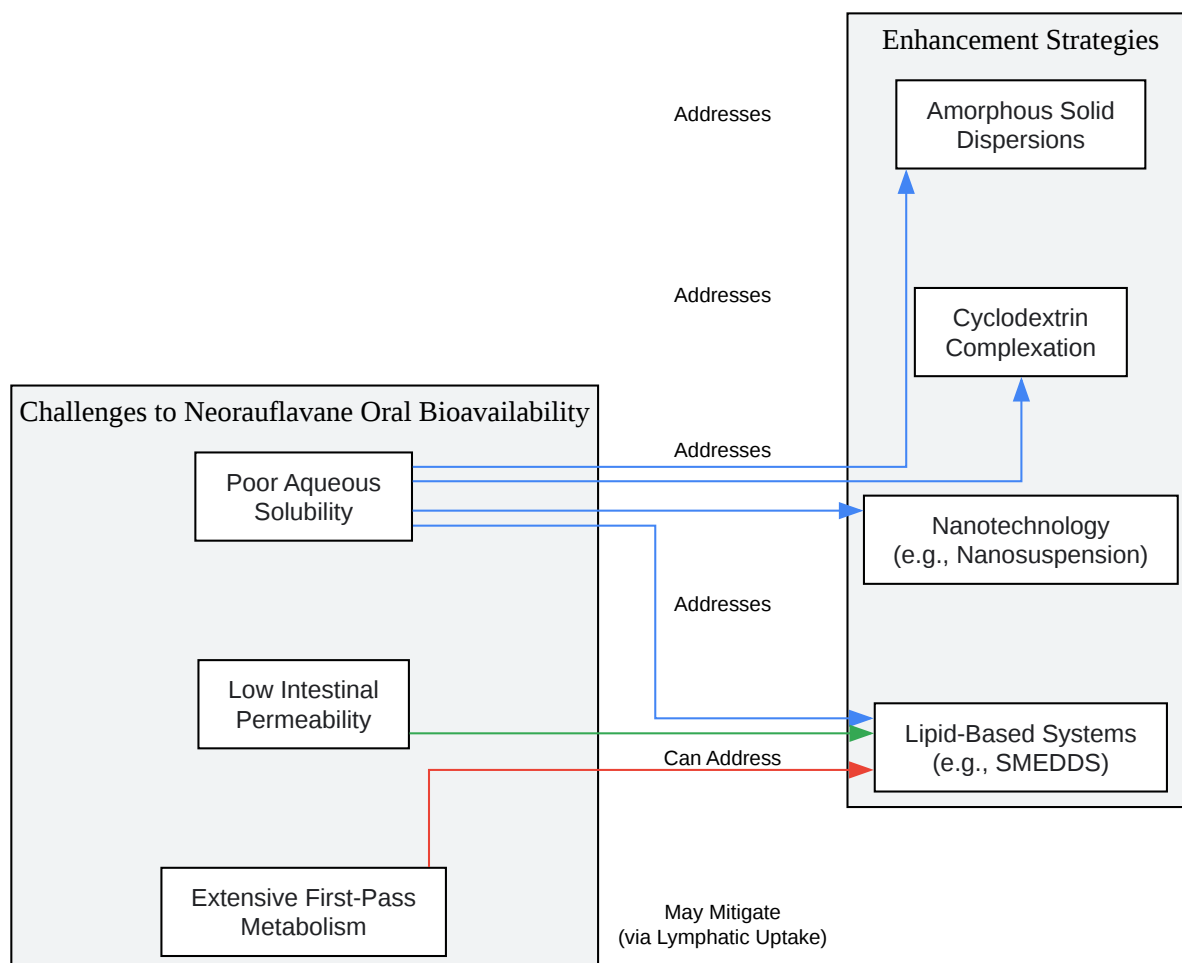 Enhancement Strategies
Amorphous Solid
Dispersions
Addresses
Addresses
Cyclodextrin
Complexation
Challenges to Neorauflavane Oral Bioavailability
Addresses
Poor Aqueous
Solubility
Nanotechnology
(e.g., Nanosuspension)
Addresses
Low Intestinal
Permeability
Lipid-Based Systems
(e.g., SMEDDS)
Can Address
Extensive First-Pass
Metabolism
May Mitigate
(via Lymphatic Uptake)